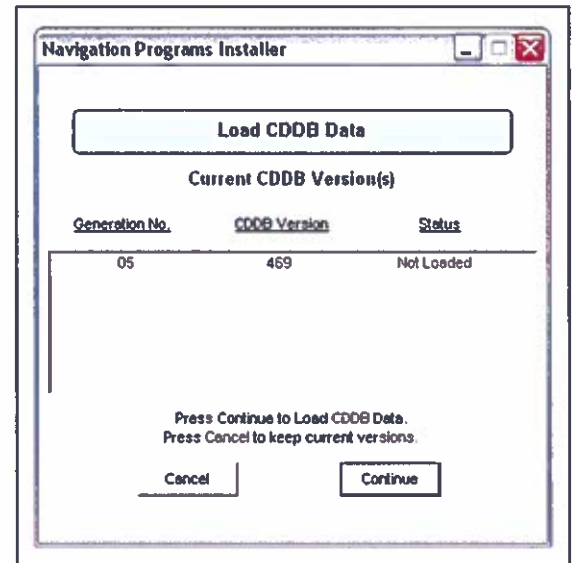 Navigation Programs Installer
Load CDDB Data
Current CDDB Version(s)
Generation No. CDDB Version Status
05 469 Not Loaded
Press Continue to Load CDDB Data.
Press Cancel to keep current versions.
Cancel Continue